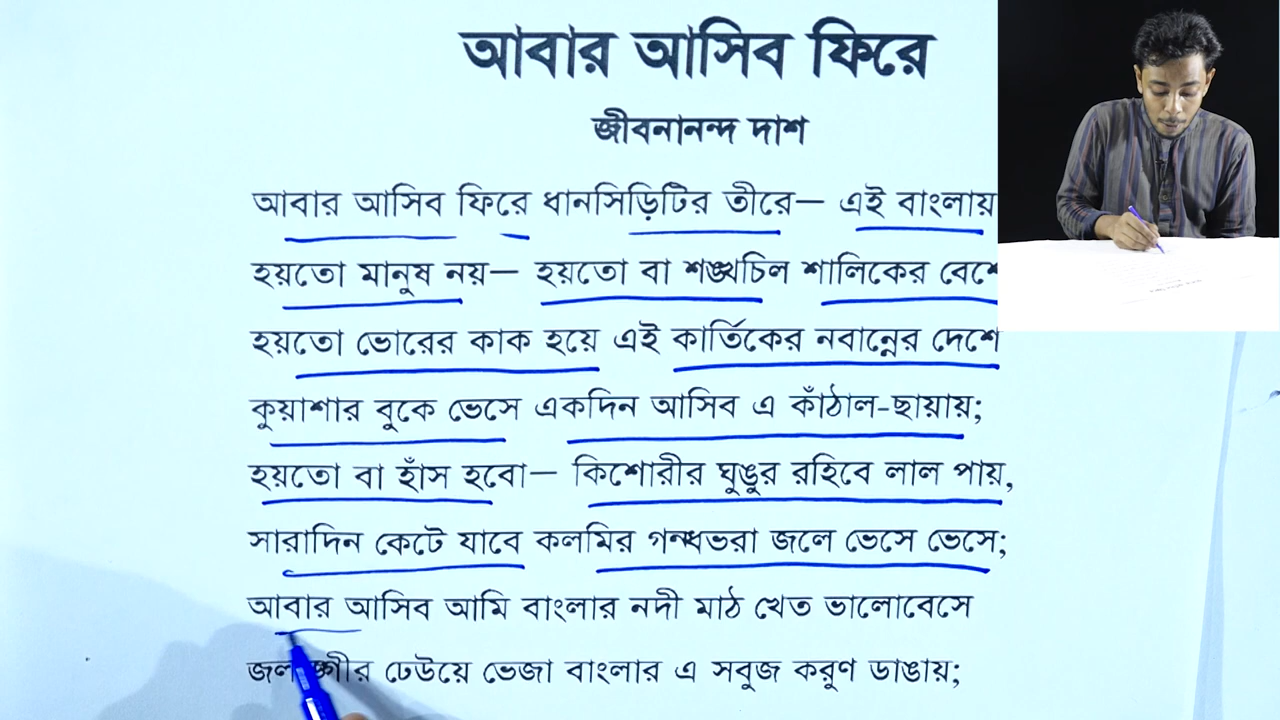 আবার আসিব ফিরে
জীবনানন্দ দাশ
আবার আসিব ফিরে ধানসিড়িটির তীরে— এই বাংলায়
হয়তো মানুষ নয়— হয়তো বা শঙ্খচিল শালিকের বেশে
হয়তো ভোরের কাক হয়ে এই কার্তিকের নবান্নের দেশে
কুয়াশার বুকে ভেসে একদিন আসিব এ কাঁঠাল-ছায়ায়;
হয়তো বা হাঁস হবো— কিশোরীর ঘুঙুর রহিবে লাল পায়,
সারাদিন কেটে যাবে কলমির গন্ধভরা জলে ভেসে ভেসে;
আবার আসিব আমি বাংলার নদী মাঠ খেত ভালোবেসে
ঢেউয়ে ভেজা বাংলার এ সবুজ করুণ ডাঙায়;